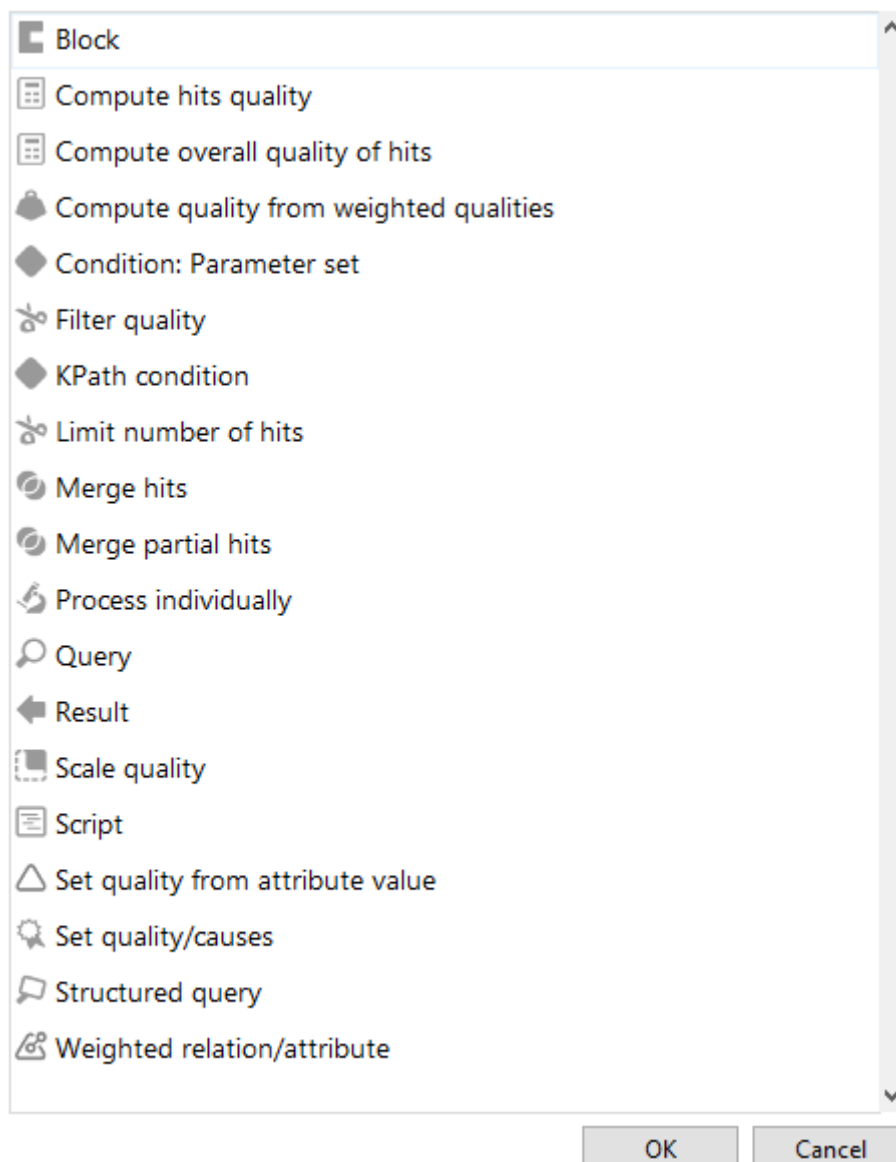 Block
Compute hits quality
Compute overall quality of hits
Compute quality from weighted qualities
Condition: Parameter set
Filter quality
KPath condition
Limit number of hits
Merge hits
Merge partial hits
Process individually
Query
Result
Scale quality
Script
Set quality from attribute value
Set quality/causes
Structured query
Weighted relation/attribute
OK Cancel